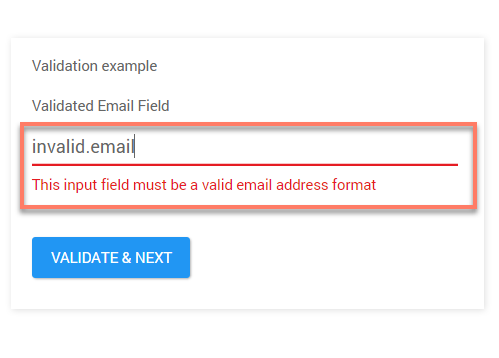 Validation example
Validated Email Field
invalid.email
This input field must be a valid email address format
VALIDATE & NEXT